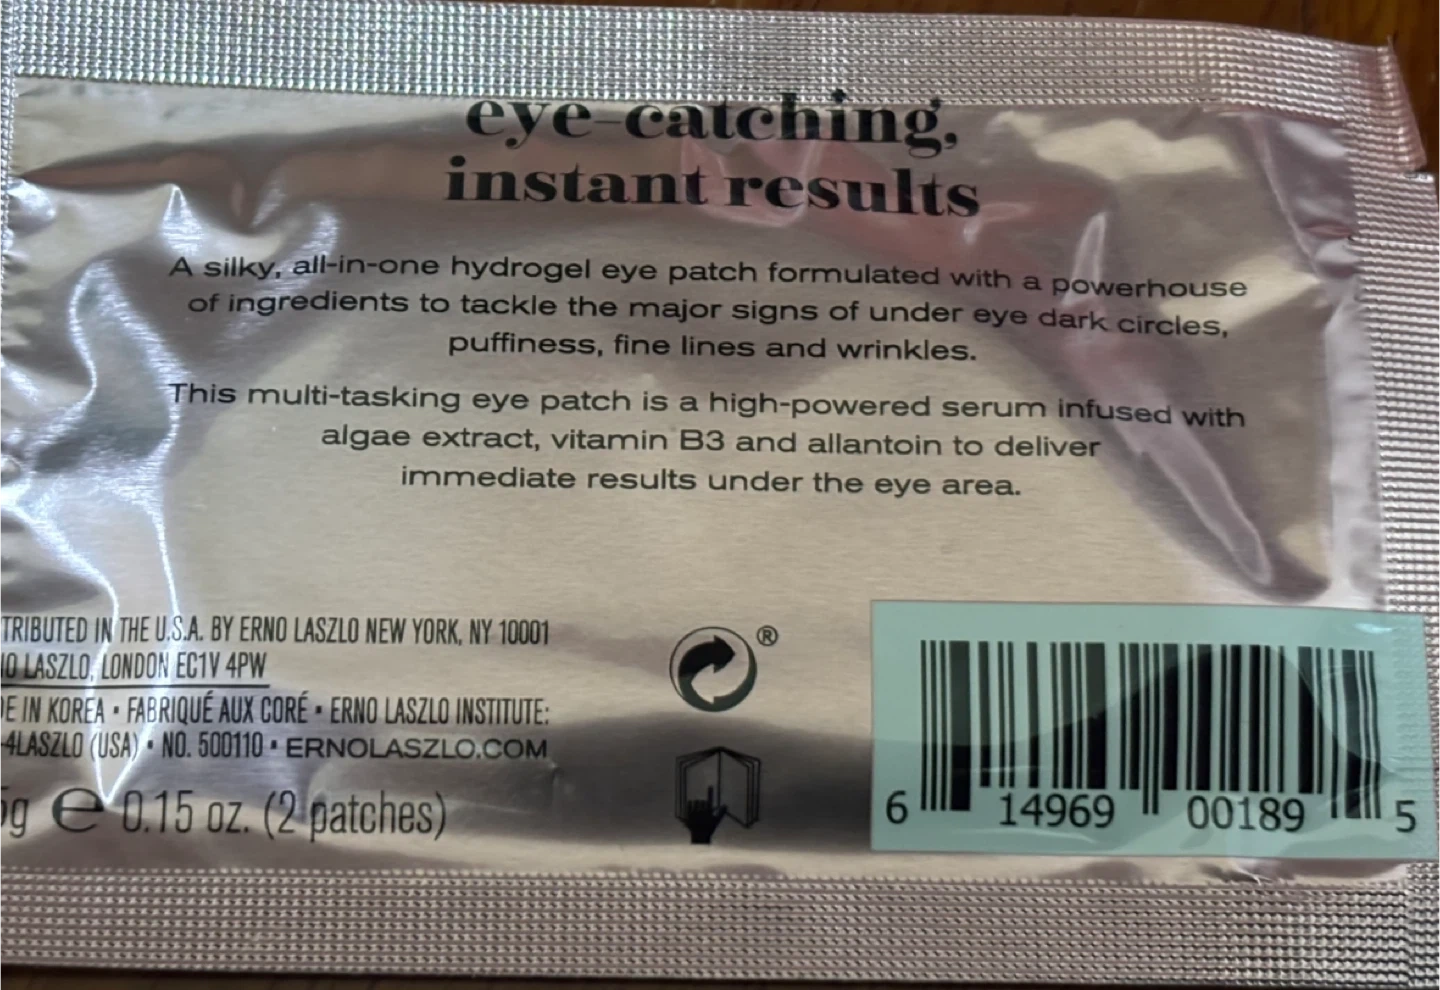 eye-catching,
instant results
A silky, all-in-one hydrogel eye patch formulated with a powerhouse
of ingredients to tackle the major signs of under eye dark circles,
puffiness, fine lines and wrinkles.
This multi-tasking eye patch is a high-powered serum infused with
algae extract, vitamin B3 and allantoin to deliver
immediate results under the eye area.
TRIBUTED IN THE U.S.A. BY ERNO LASZLO NEW YORK, NY 10001
LASZLO, LONDON EC1V 4PW
E IN KOREA • FABRIQUÉ AUX CORÉ • ERNO LASZLO INSTITUTE:
-4LASZLO (USA) • NO. 500110 • ERNOLASZLO.COM
g e 0.15 oz. (2 patches)
®
6 14969 00189 5